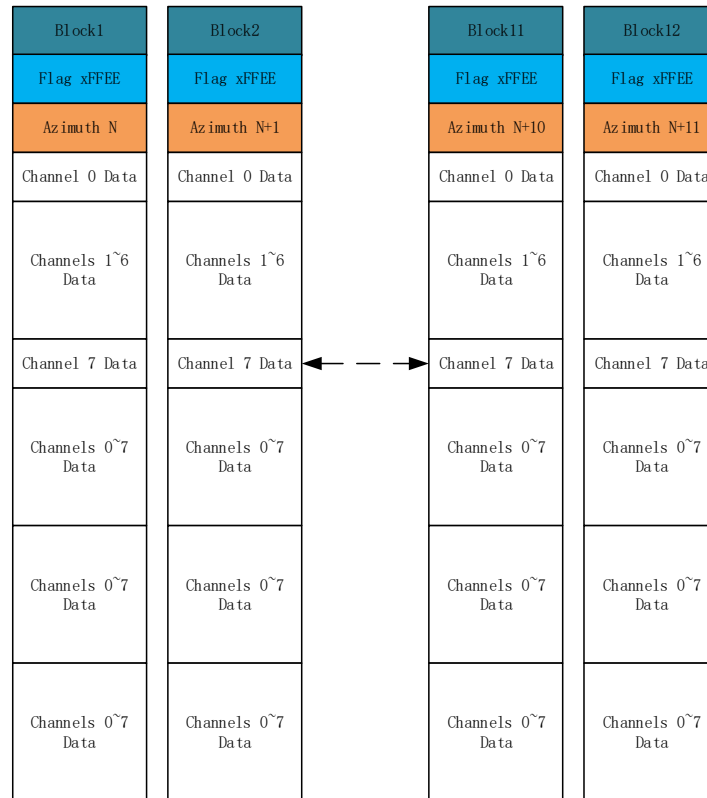 Block1
Flag xFFEE
Azimuth N
Channel 0 Data
Channels 1~6
Data
Channel 7 Data
Channels 0~7
Data
Channels 0~7
Data
Channels 0~7
Data
Block2
Flag xFFEE
Azimuth N+1
Channel 0 Data
Channels 1~6
Data
Channel 7 Data
Channels 0~7
Data
Channels 0~7
Data
Channels 0~7
Data
Block11
Flag xFFEE
Azimuth N+10
Channel 0 Data
Channels 1~6
Data
Channel 7 Data
Channels 0~7
Data
Channels 0~7
Data
Channels 0~7
Data
Block12
Flag xFFEE
Azimuth N+11
Channel 0 Data
Channels 1~6
Data
Channel 7 Data
Channels 0~7
Data
Channels 0~7
Data
Channels 0~7
Data